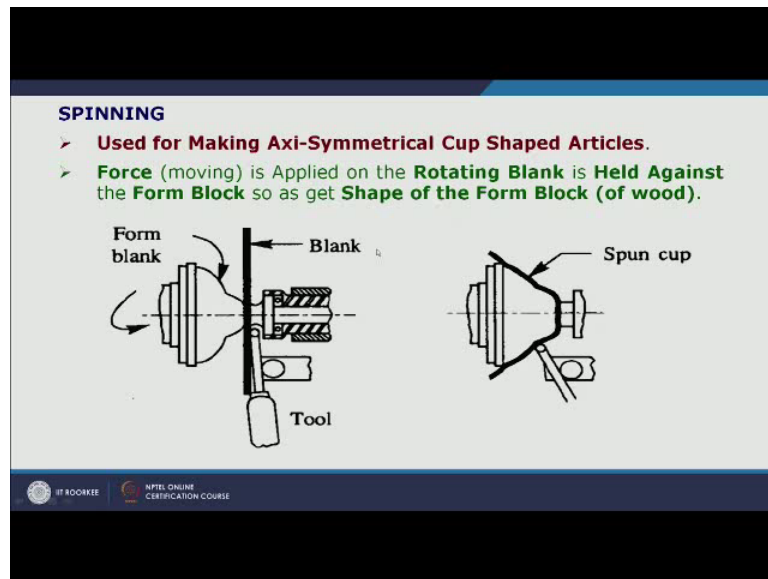 SPINNING
➤ Used for Making Axi-Symmetrical Cup Shaped Articles.
➤ Force (moving) is Applied on the Rotating Blank is Held Against
the Form Block so as get Shape of the Form Block (of wood).
Form
blank
Blank
Spun cup
Tool
IIT ROORKEE
NPTEL ONLINE
CERTIFICATION COURSE